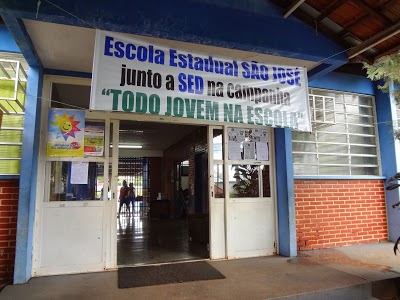 Escola Estadual SÃO JOSÉ
junto a SED na campanha
"TODO JOVEM NA ESCOLA"